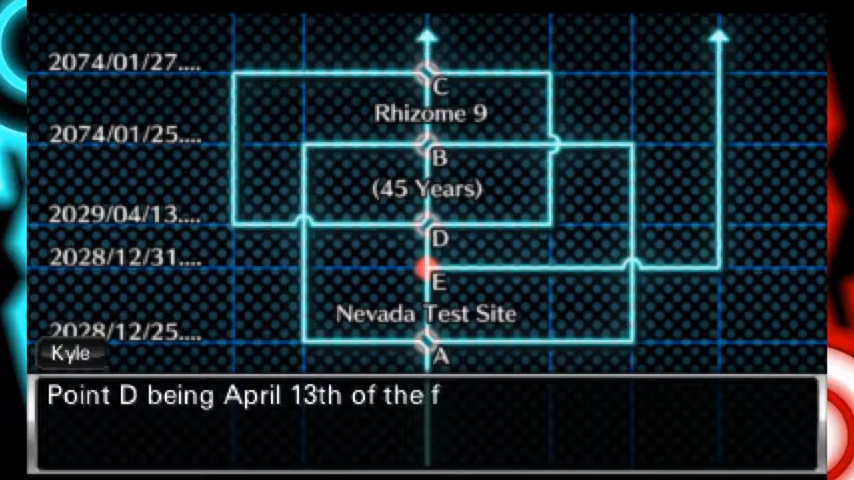 2074/01/27....
C
Rhizome 9
2074/01/25....
B
(45 Years)
2029/04/13....
D
2028/12/31....
E
Nevada Test Site
2028/12/25....
A
Kyle
Point D being April 13th of the f